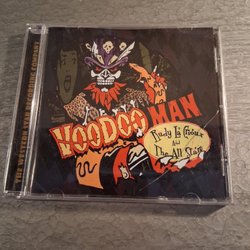 THE WESTERN STAR RECORDING COMPANY
VOODOO MAN
Rudy La Crioux
And
The All Stars